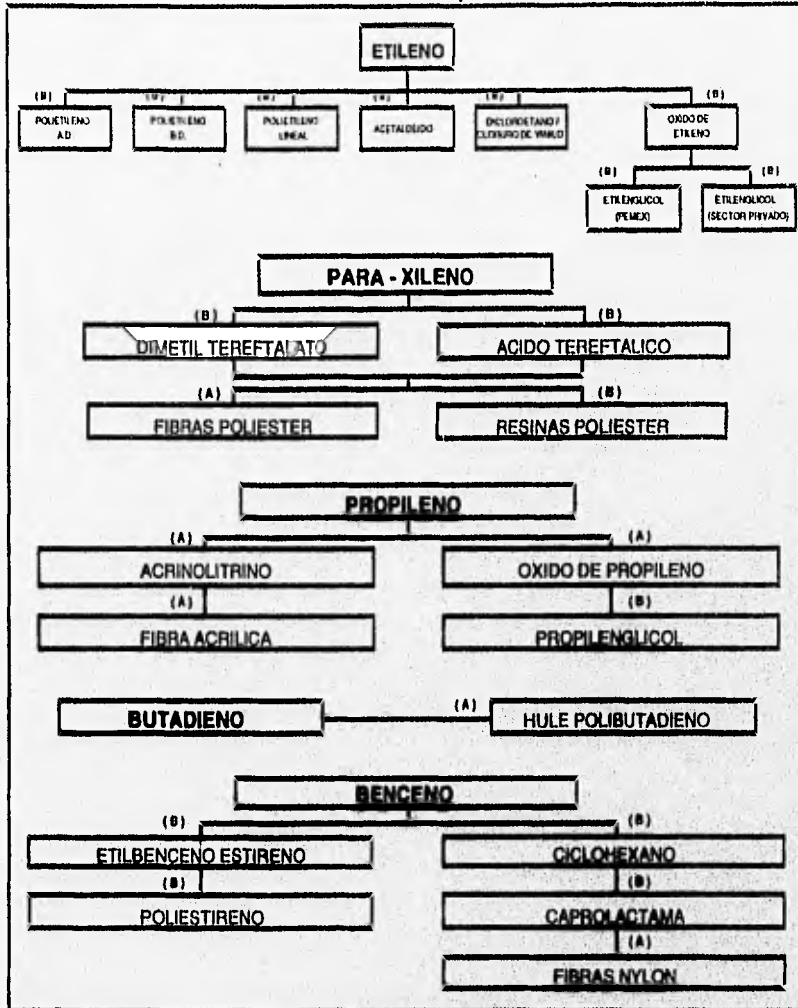 ETILENO
(B) (B) (B) (B) (B) (B)
POLIETILENO A.D.
POLIETILENO B.D.
POLIETILENO LINEAL
ACETALDEIDO
DICLOROETANO / CLORURO DE VINILO
OXIDO DE ETILENO
(B) (B)
ETILENGLICOL (PEMEX)
ETILENGLICOL (SECTOR PRIVADO)
PARA - XILENO
(B) (B)
DIMETIL TEREFTALATO ACIDO TEREFTALICO
(A) (B)
FIBRAS POLIESTER RESINAS POLIESTER
PROPILENO
(A) (A)
ACRINOLITRINO OXIDO DE PROPILENO
(A) (B)
FIBRA ACRILICA PROPILENGLICOL
BUTADIENO (A) HULE POLIBUTADIENO
BENCENO
(B) (B)
ETILBENCENO ESTIRENO CICLOHEXANO
(B) (B)
POLIESTIRENO CAPROLACTAMA
(A)
FIBRAS NYLON